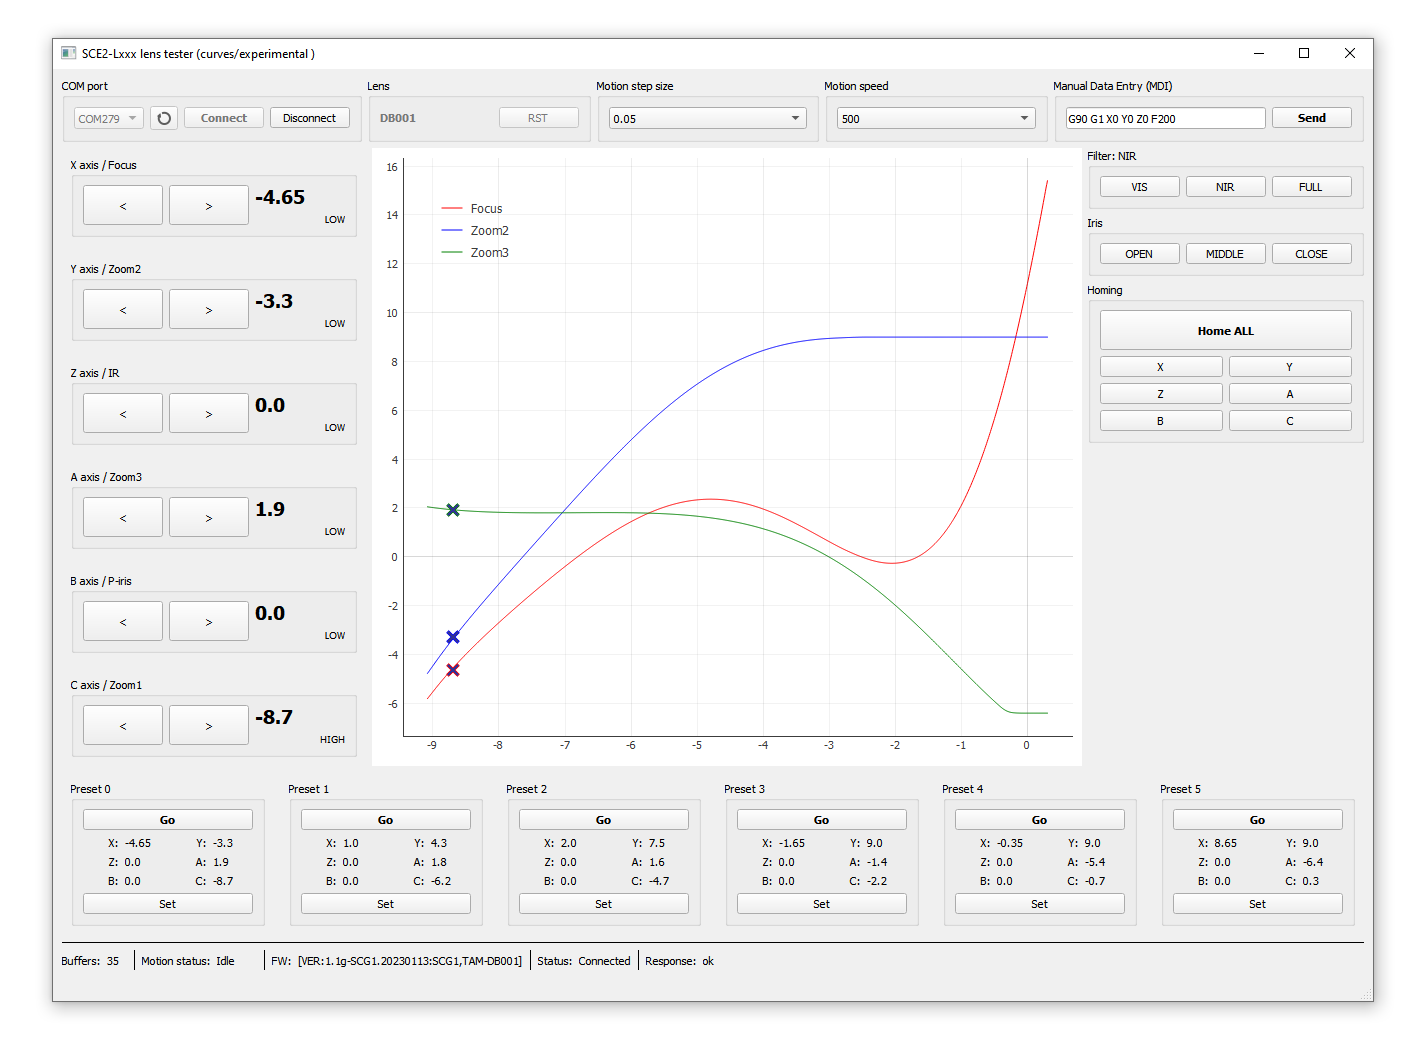 SCE2-Lxxx lens tester (curves/experimental )
COM port
Lens
Motion step size
Motion speed
Manual Data Entry (MDI)
COM279
Connect
Disconnect
DB001
RST
0.05
500
G90 G1 X0 Y0 Z0 F200
Send
X axis / Focus
< > -4.65
LOW
Y axis / Zoom2
< > -3.3
LOW
Z axis / IR
< > 0.0
LOW
A axis / Zoom3
< > 1.9
LOW
B axis / P-iris
< > 0.0
LOW
C axis / Zoom1
< > -8.7
HIGH
16
14
12
10
8
6
4
2
0
-2
-4
-6
Focus
Zoom2
Zoom3
-9 -8 -7 -6 -5 -4 -3 -2 -1 0
Filter: NIR
VIS NIR FULL
Iris
OPEN MIDDLE CLOSE
Homing
Home ALL
X Y
Z A
B C
Preset 0
Go
X: -4.65 Y: -3.3
Z: 0.0 A: 1.9
B: 0.0 C: -8.7
Set
Preset 1
Go
X: 1.0 Y: 4.3
Z: 0.0 A: 1.8
B: 0.0 C: -6.2
Set
Preset 2
Go
X: 2.0 Y: 7.5
Z: 0.0 A: 1.6
B: 0.0 C: -4.7
Set
Preset 3
Go
X: -1.65 Y: 9.0
Z: 0.0 A: -1.4
B: 0.0 C: -2.2
Set
Preset 4
Go
X: -0.35 Y: 9.0
Z: 0.0 A: -5.4
B: 0.0 C: -0.7
Set
Preset 5
Go
X: 8.65 Y: 9.0
Z: 0.0 A: -6.4
B: 0.0 C: 0.3
Set
Buffers: 35
Motion status: Idle
FW: [VER:1.1g-SCG1.20230113:SCG1,TAM-DB001]
Status: Connected
Response: ok